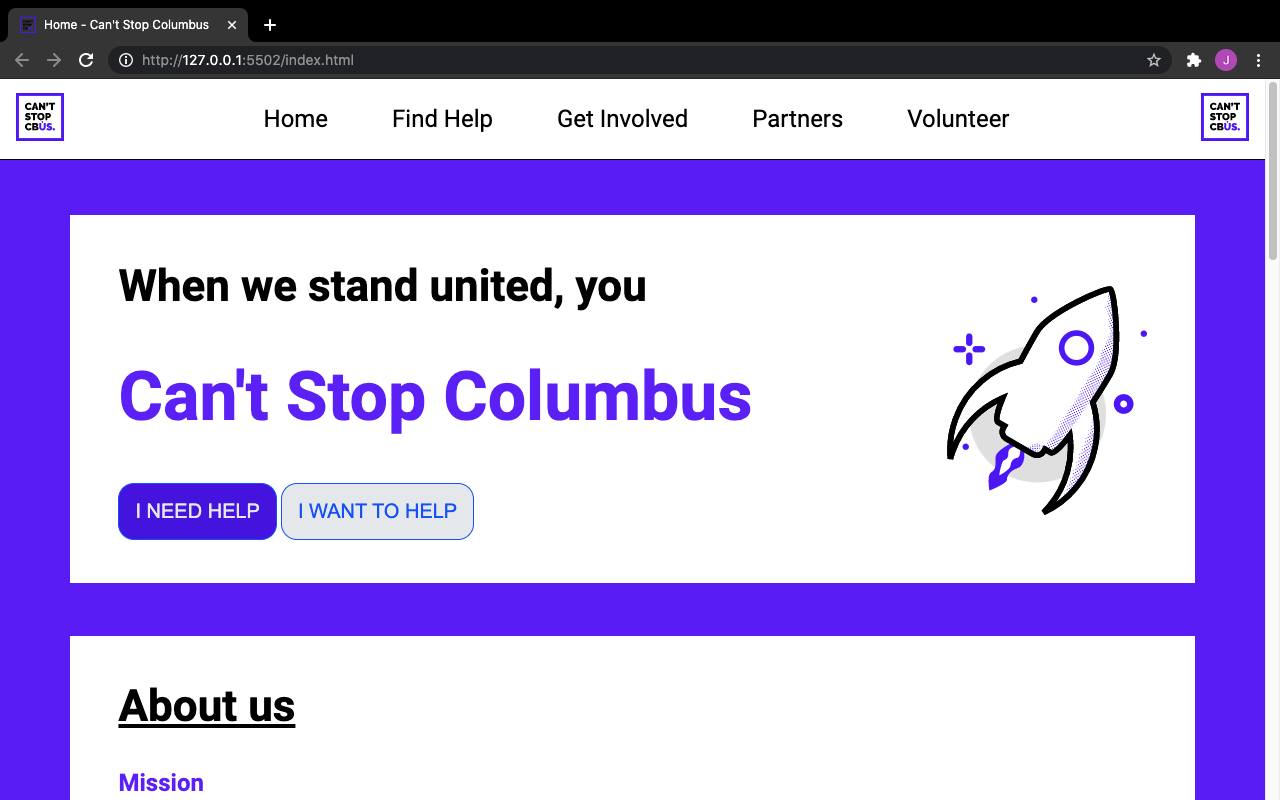 Home - Can't Stop Columbus
http://127.0.0.1:5502/index.html
J
CAN'T
STOP
CBUS.
Home Find Help Get Involved Partners Volunteer
CAN'T
STOP
CBUS.
When we stand united, you
Can't Stop Columbus
I NEED HELP I WANT TO HELP
About us
Mission